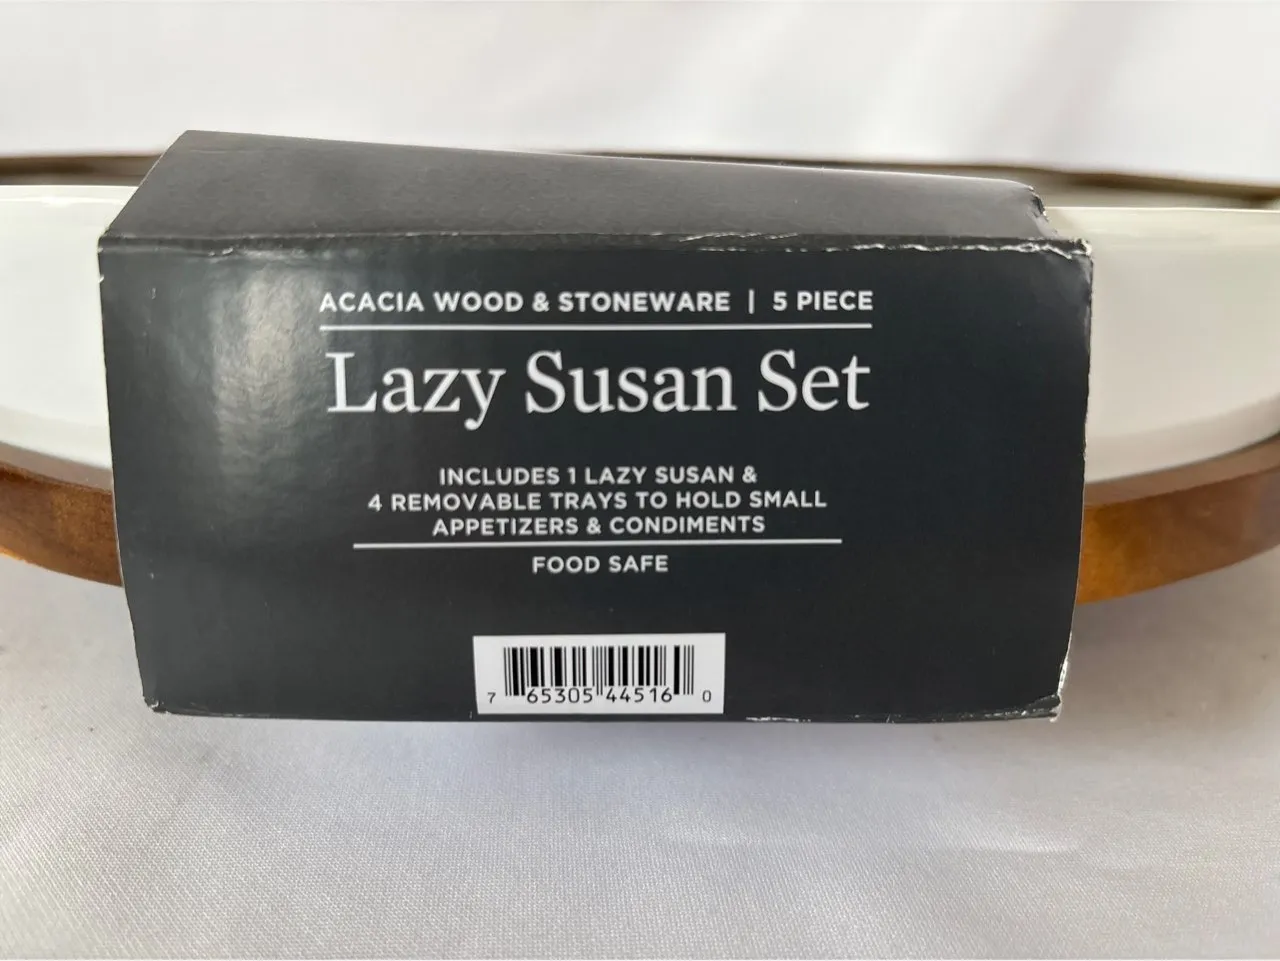 ACACIA WOOD & STONEWARE | 5 PIECE
Lazy Susan Set
INCLUDES 1 LAZY SUSAN &
4 REMOVABLE TRAYS TO HOLD SMALL
APPETIZERS & CONDIMENTS
FOOD SAFE
7 65305 44516 0